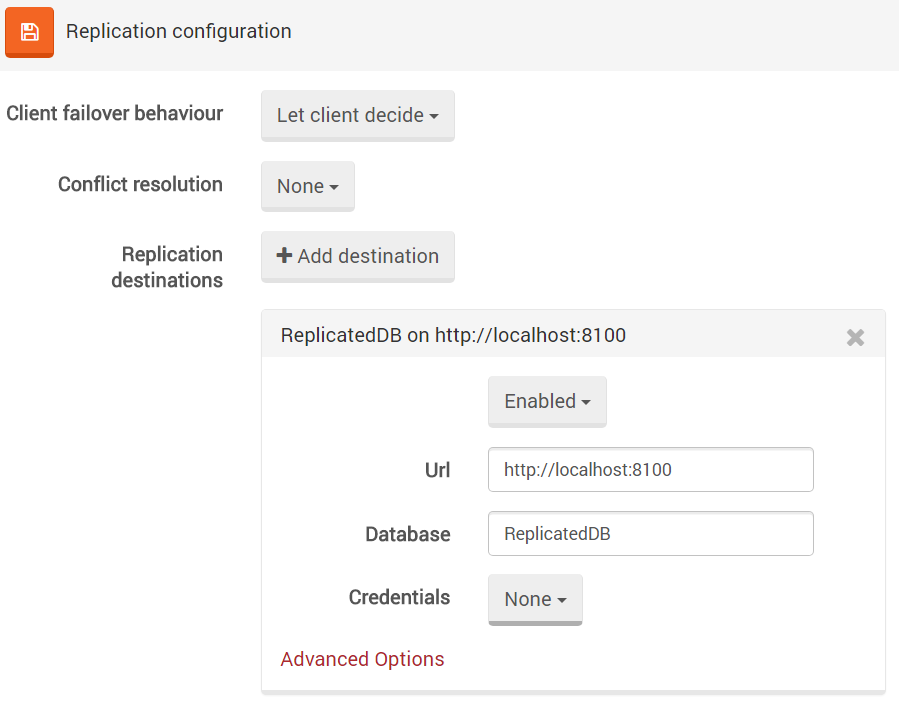 Replication configuration
Client failover behaviour
Let client decide
Conflict resolution
None
Replication
destinations
Add destination
ReplicatedDB on http://localhost:8100
Enabled
Url
http://localhost:8100
Database
ReplicatedDB
Credentials
None
Advanced Options